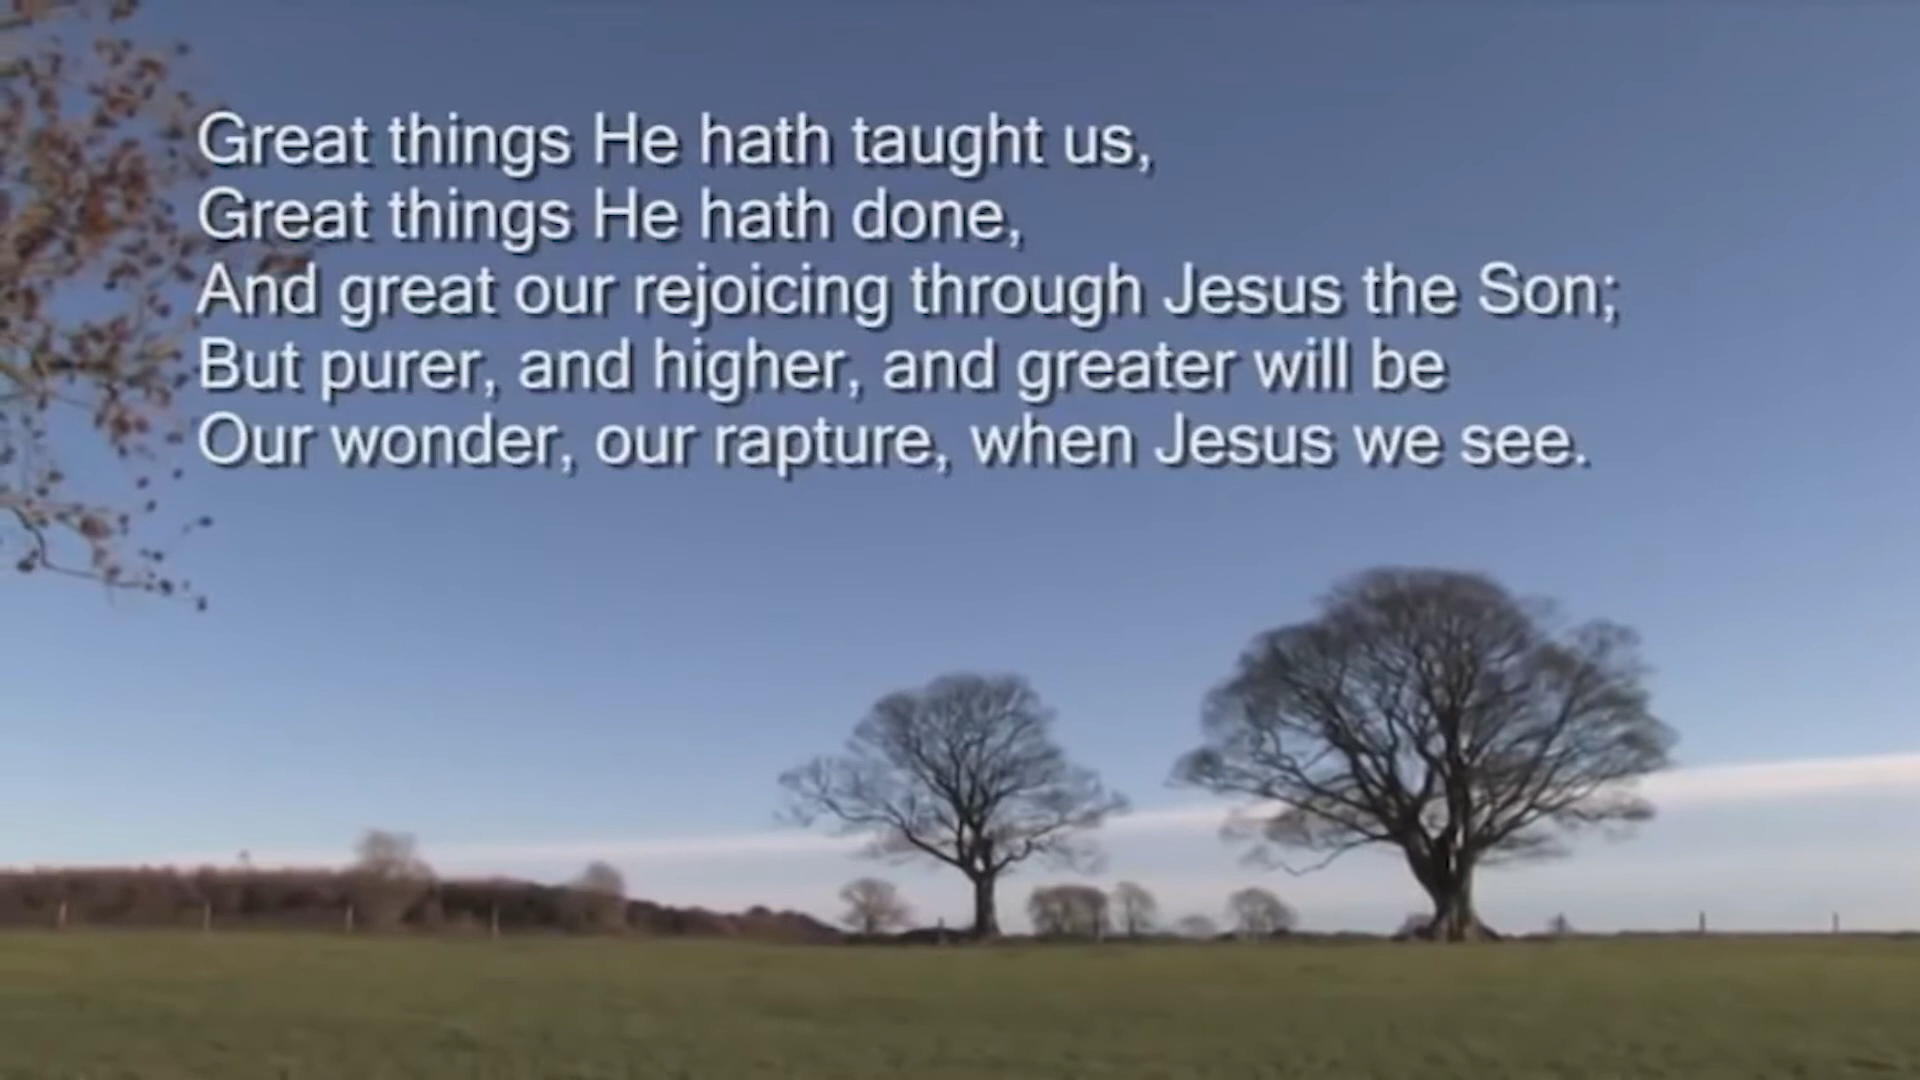 Great things He hath taught us,
Great things He hath done,
And great our rejoicing through Jesus the Son;
But purer, and higher, and greater will be
Our wonder, our rapture, when Jesus we see.